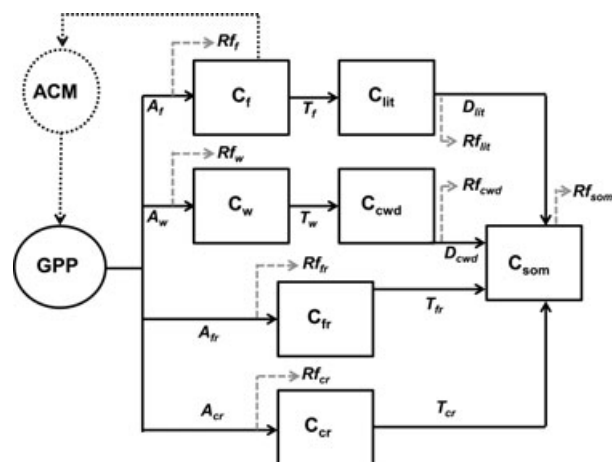 Rf_f
ACM
A_f
C_f
T_f
C_lit
D_lit
Rf_lit
Rf_w
A_w
C_w
T_w
C_cwd
Rf_cwd
D_cwd
Rf_som
C_som
GPP
Rf_fr
A_fr
C_fr
T_fr
Rf_cr
A_cr
C_cr
T_cr